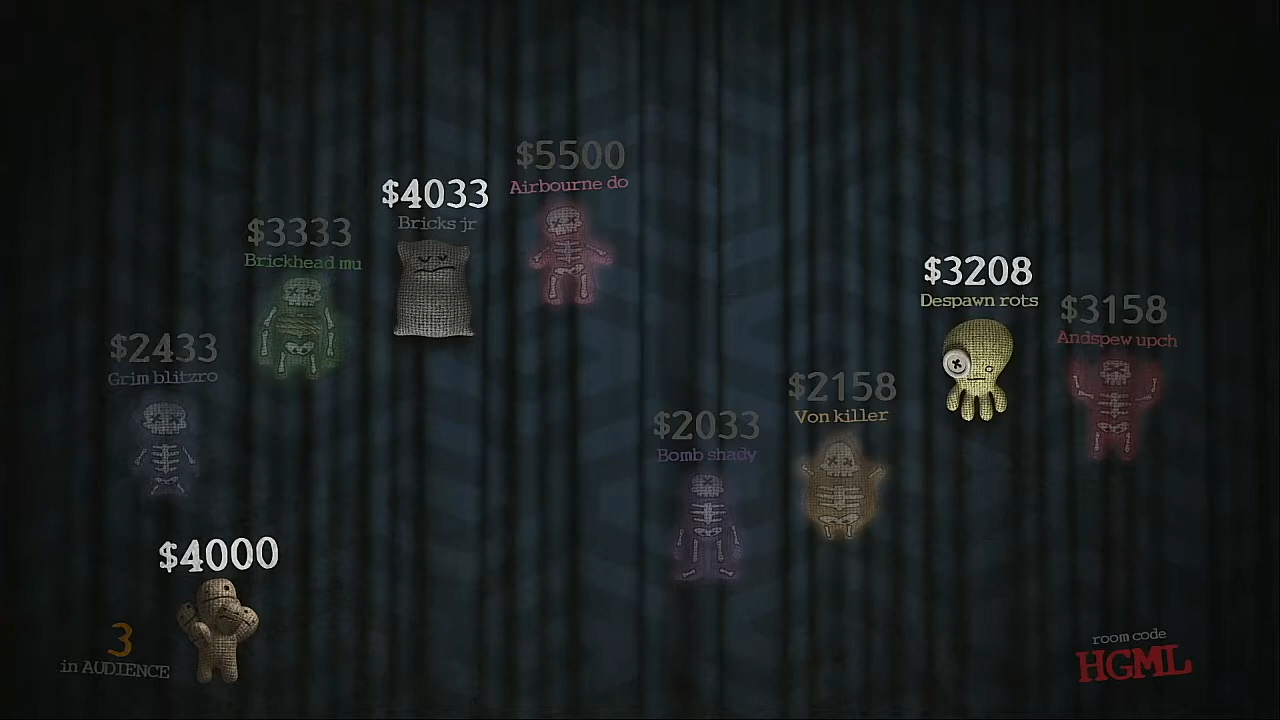 $5500
Airbourne do
$4033
Bricks jr
$3333
Brickhead mu
$3208
Despawn rots
$3158
Andspew upch
$2433
Grim blitzro
$2158
Von killer
$2033
Bomb shady
$4000
3
in AUDIENCE
room code
HGML